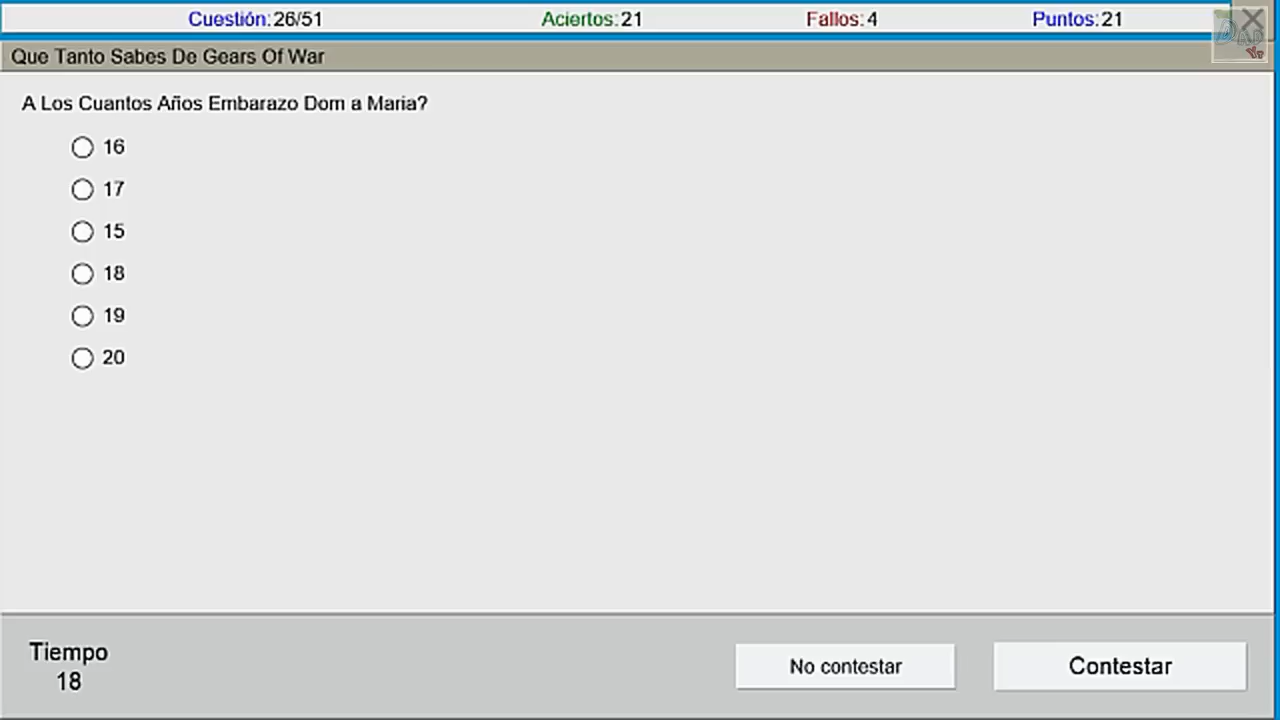 Cuestión: 26/51 Aciertos: 21 Fallos: 4 Puntos: 21
Que Tanto Sabes De Gears Of War
A Los Cuantos Años Embarazo Dom a Maria?
16
17
15
18
19
20
Tiempo
18
No contestar
Contestar